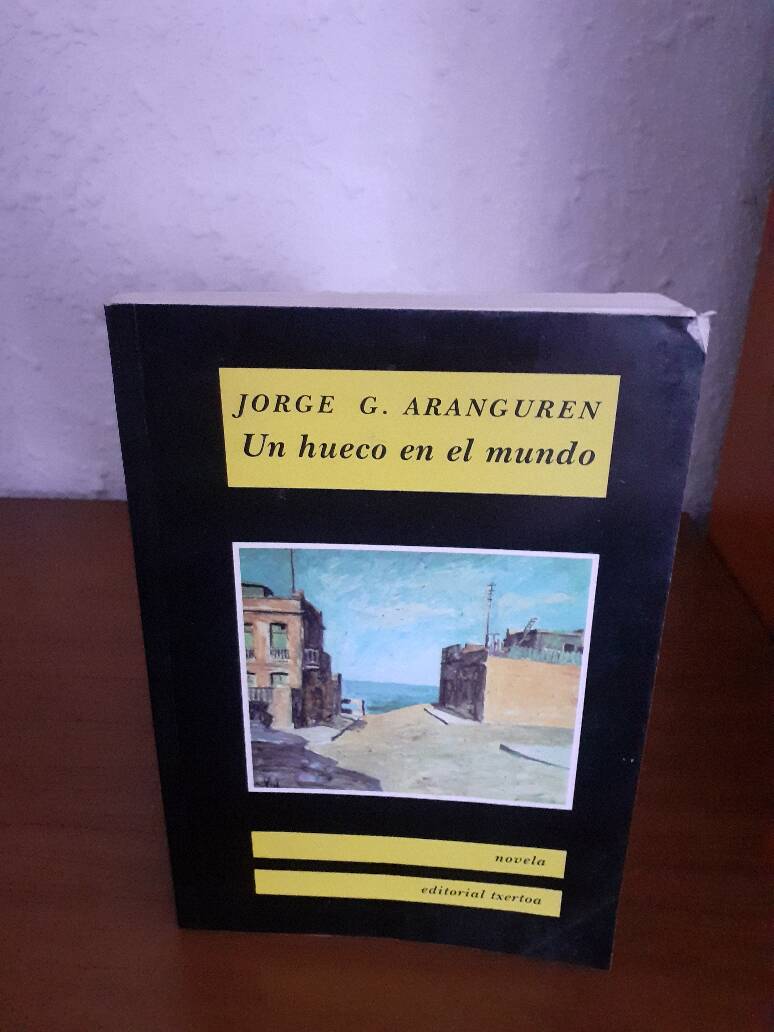 JORGE G. ARANGUREN
Un hueco en el mundo
novela
editorial txertoa